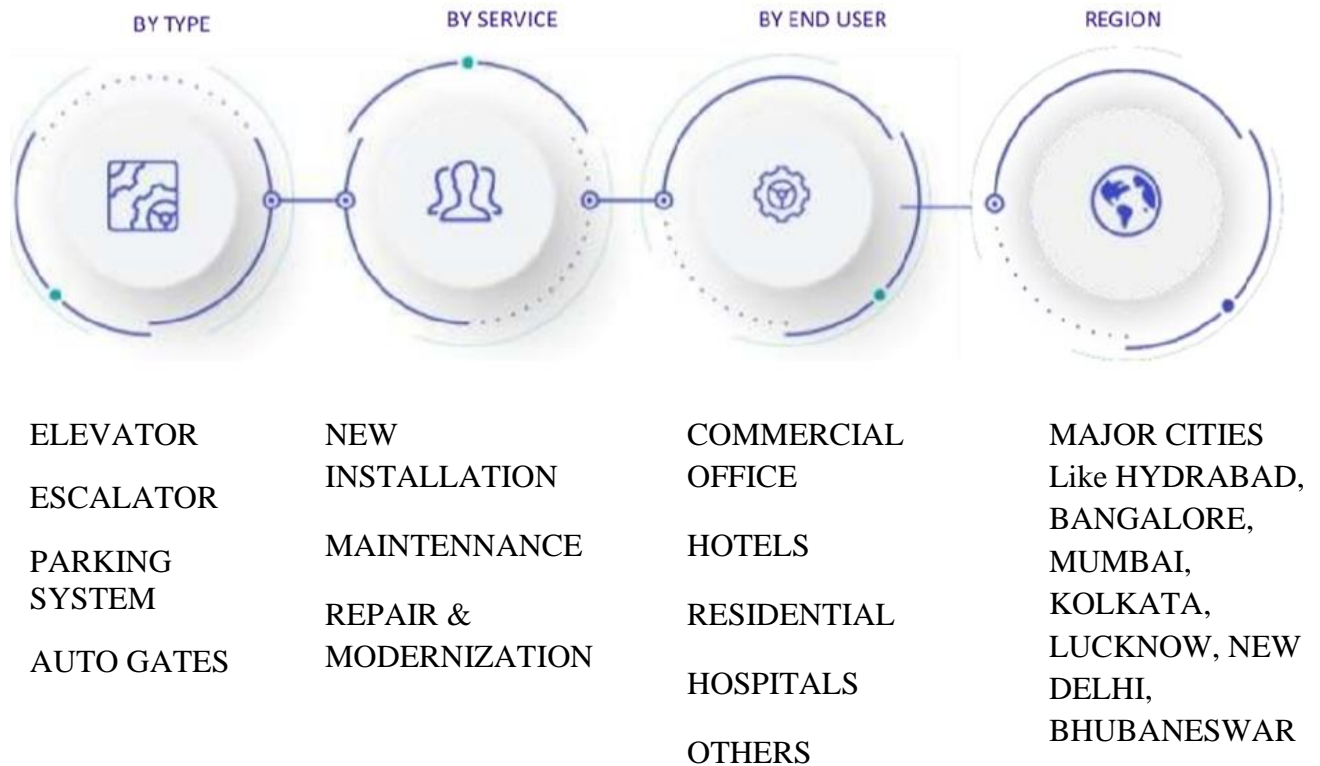 BY TYPE
BY SERVICE
BY END USER
REGION
ELEVATOR
ESCALATOR
PARKING
SYSTEM
AUTO GATES
NEW
INSTALLATION
MAINTENNANCE
REPAIR &
MODERNIZATION
COMMERCIAL
OFFICE
HOTELS
RESIDENTIAL
HOSPITALS
OTHERS
MAJOR CITIES
Like HYDRABAD,
BANGALORE,
MUMBAI,
KOLKATA,
LUCKNOW, NEW
DELHI,
BHUBANESWAR